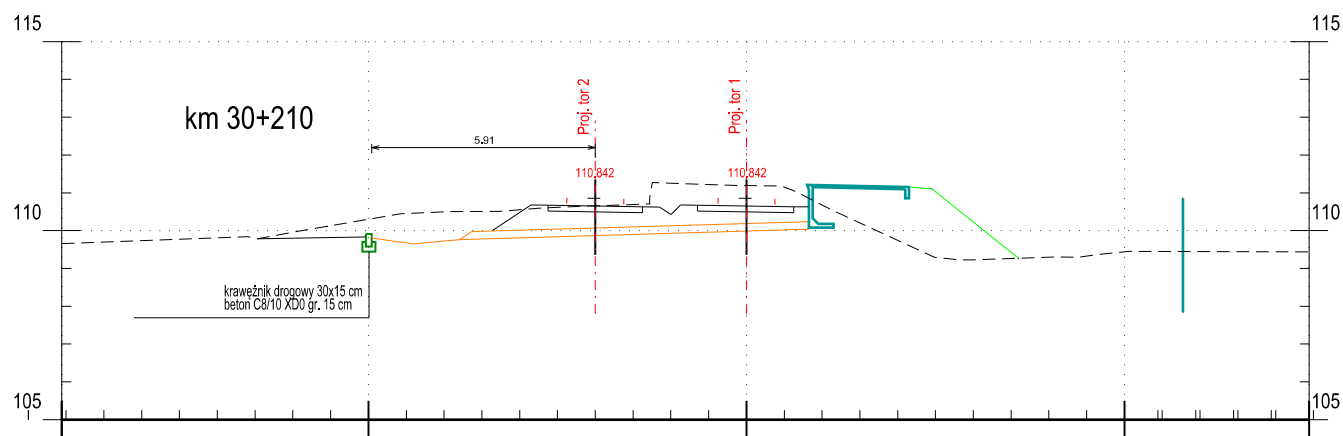 115
115
km 30+210
Proj. tor 2
Proj. tor 1
5.91
110.842
110.842
110
110
krawężnik drogowy 30x15 cm
beton C8/10 XD0 gr. 15 cm
105
105